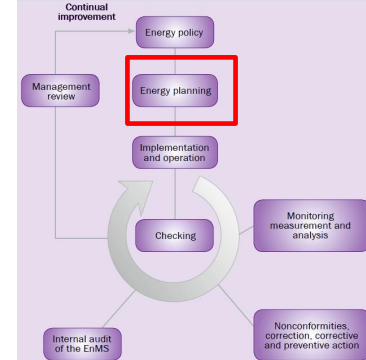 Continual
improvement
Energy policy
Management
review
Energy planning
Implementation
and operation
Checking
Monitoring
measurement and
analysis
Internal audit
of the EnMS
Nonconformities,
correction, corrective
and preventive action